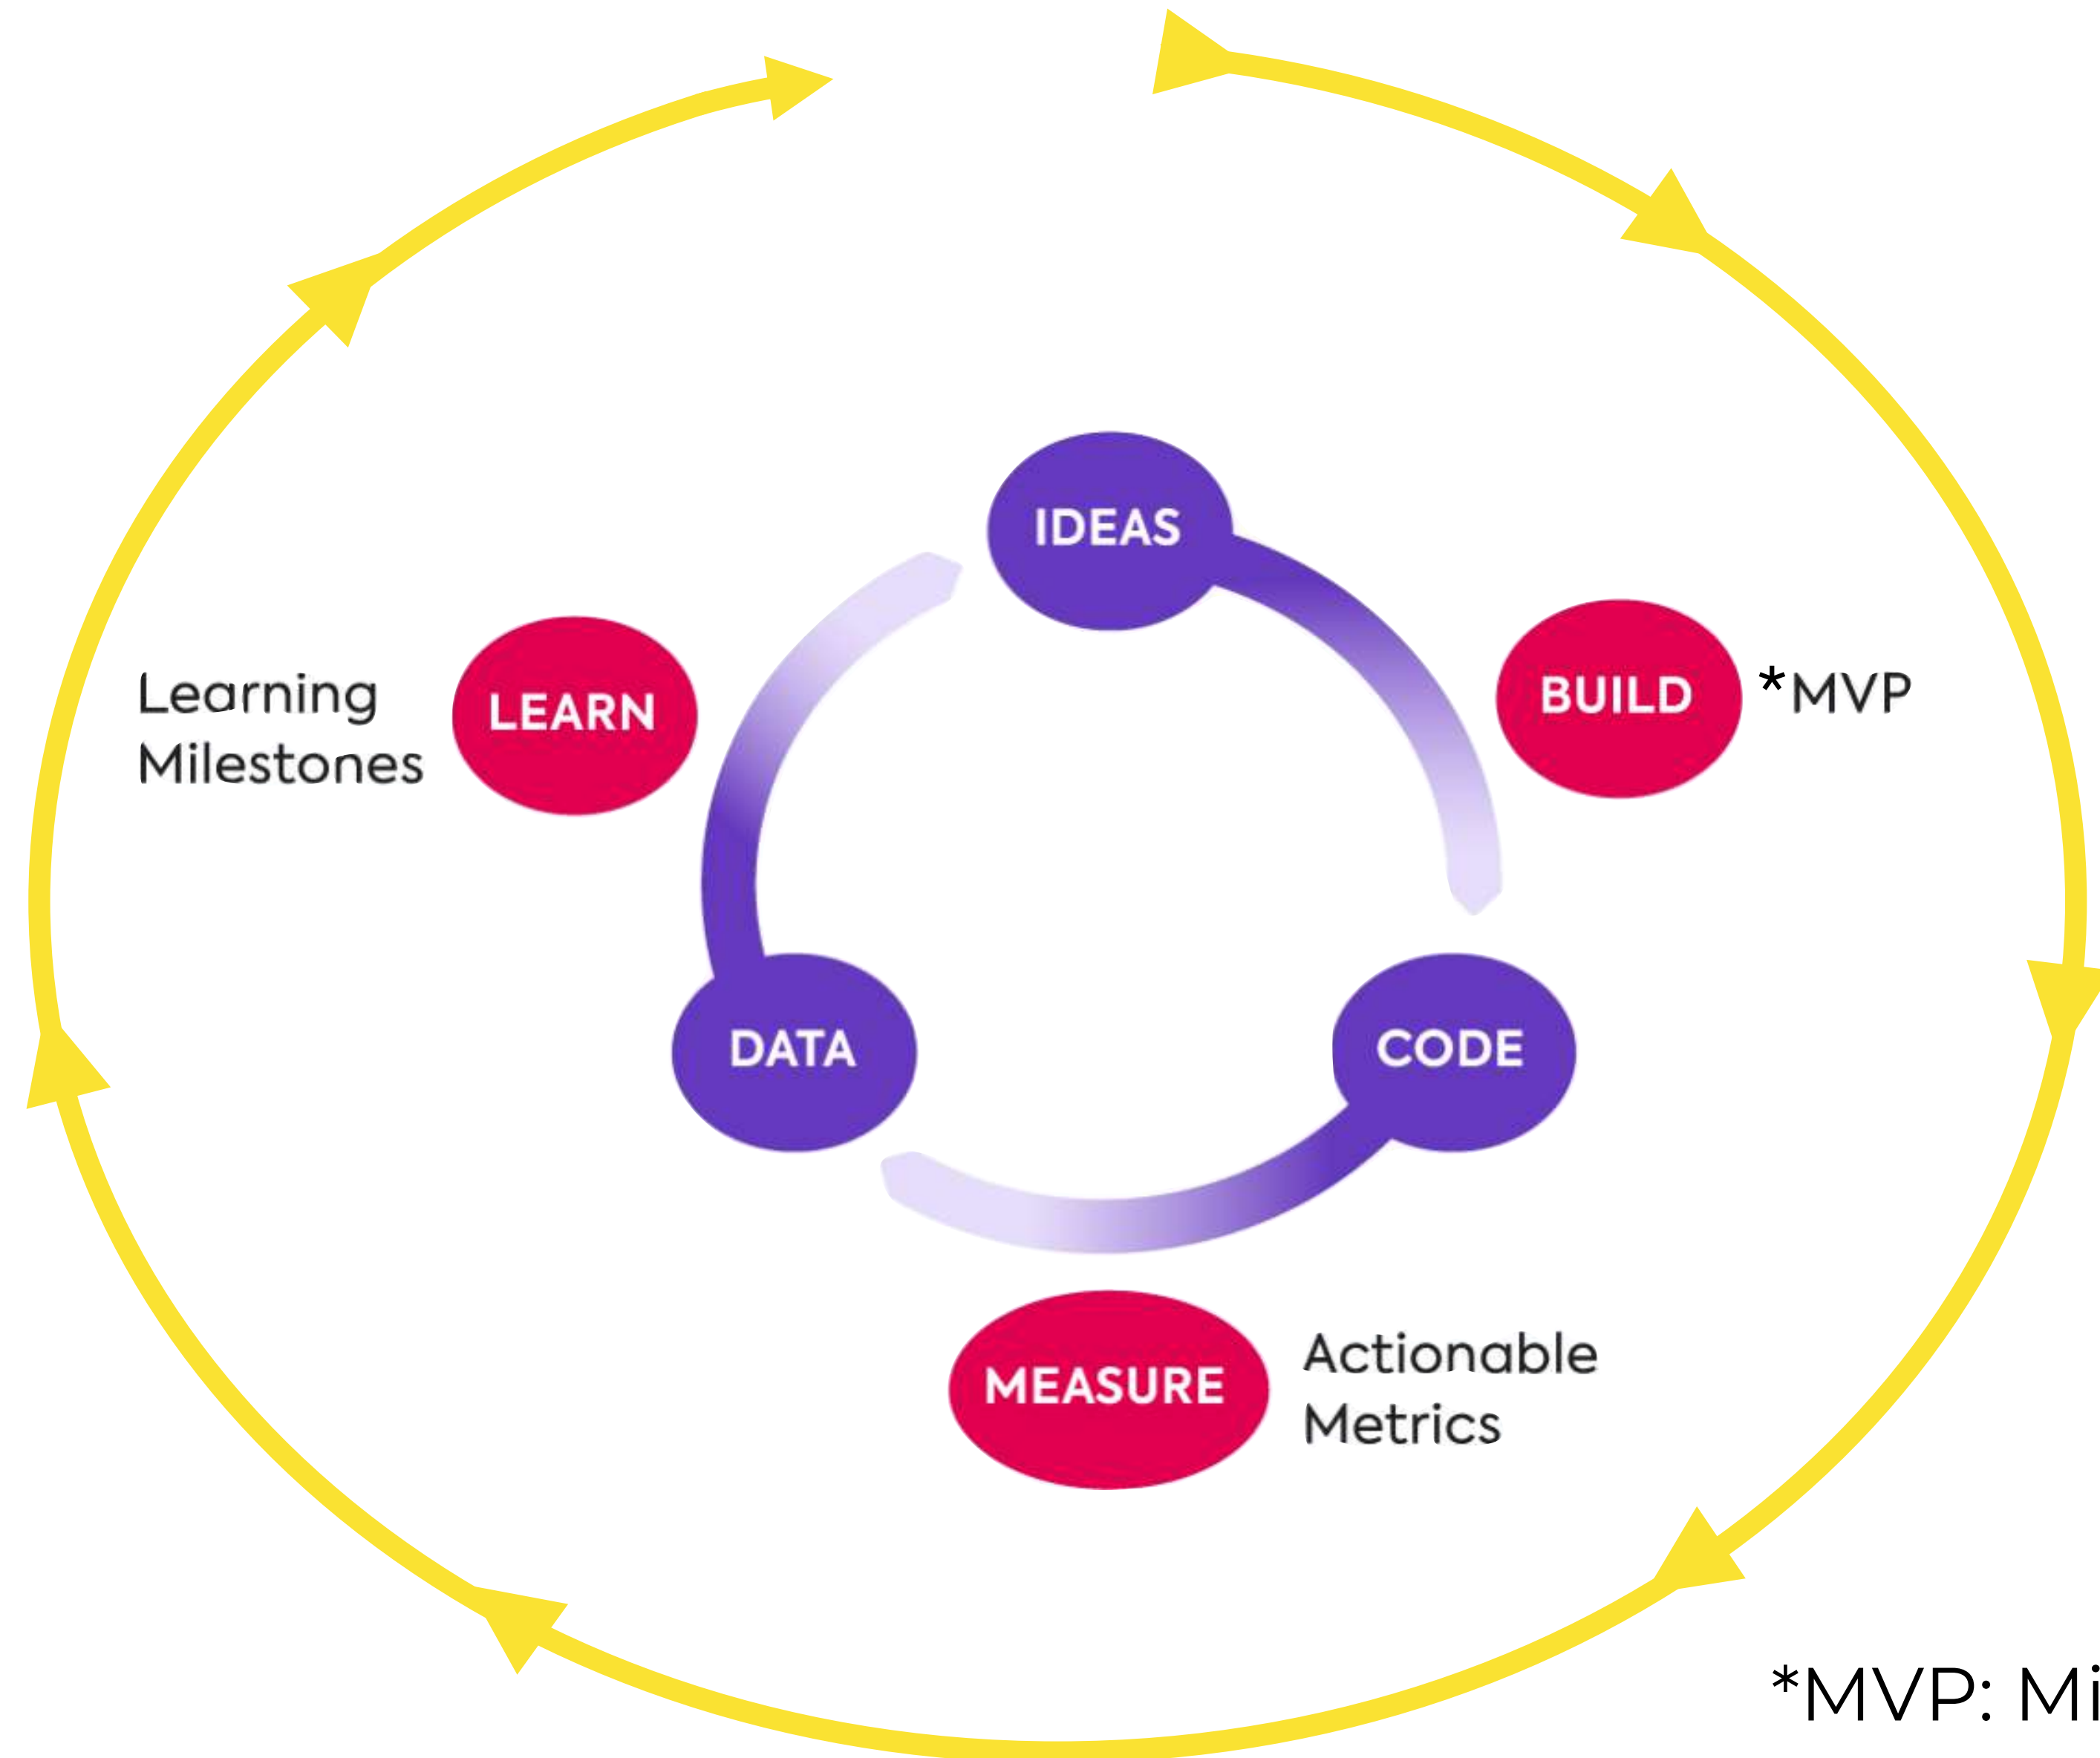 IDEAS
BUILD
*MVP
LEARN
Learning
Milestones
DATA
CODE
MEASURE
Actionable
Metrics
*MVP: Mi